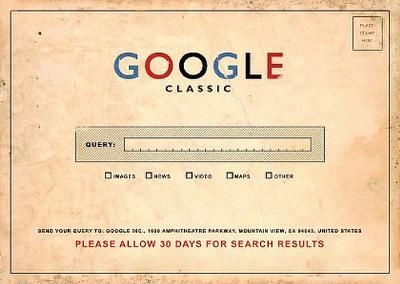 PLACE
STAMP
HERE
GOOGLE
CLASSIC
QUERY:
IMAGES NEWS VIDEO MAPS OTHER
SEND YOUR QUERY TO: GOOGLE INC., 1600 AMPHITHEATRE PARKWAY, MOUNTAIN VIEW, CA 94043, UNITED STATES
PLEASE ALLOW 30 DAYS FOR SEARCH RESULTS